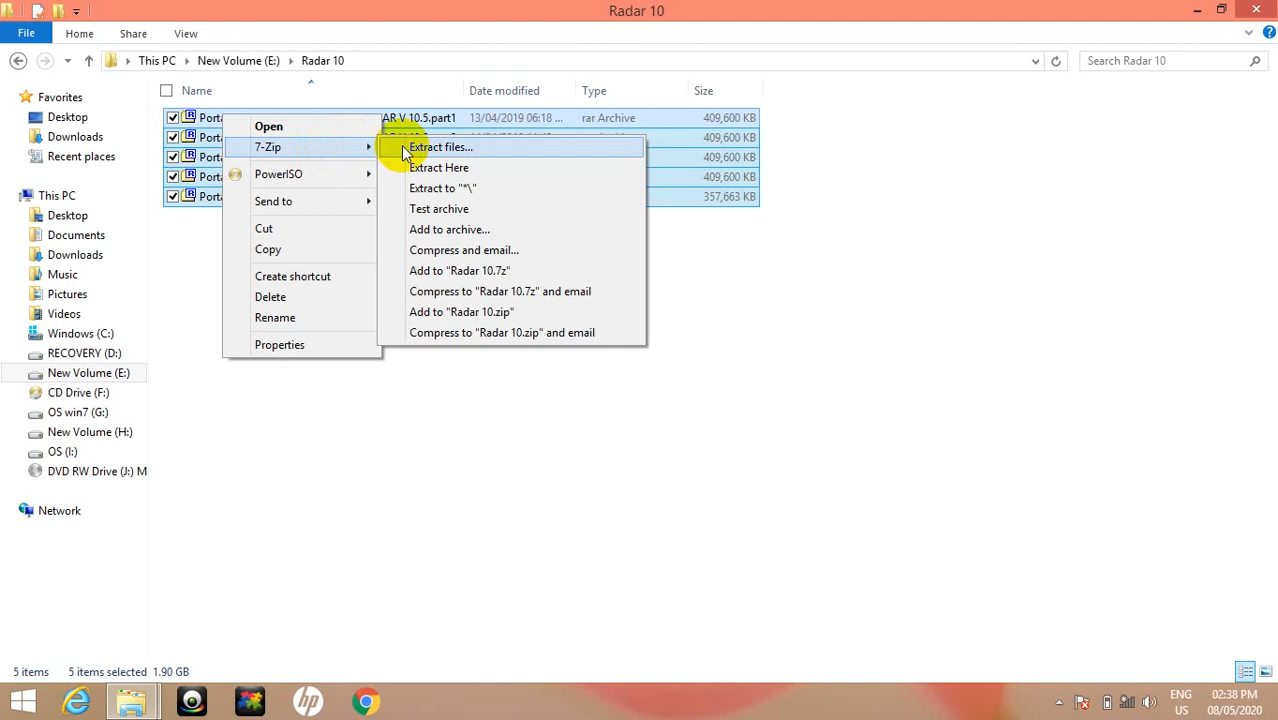 Radar 10
File Home Share View
This PC New Volume (E:) Radar 10
Search Radar 10
Name Date modified Type Size
Favorites
Desktop
Downloads
Recent places
This PC
Desktop
Documents
Downloads
Music
Pictures
Videos
Windows (C:)
RECOVERY (D:)
New Volume (E:)
CD Drive (F:)
OS win7 (G:)
New Volume (H:)
OS (I:)
DVD RW Drive (J:) M
Network
Porta AR V 10.5.part1 13/04/2019 06:18 ... rar Archive 409,600 KB
Porta 409,600 KB
Porta 409,600 KB
Porta 409,600 KB
Porta 357,663 KB
Open
7-Zip
PowerISO
Send to
Cut
Copy
Create shortcut
Delete
Rename
Properties
Extract files...
Extract Here
Extract to "*\"
Test archive
Add to archive...
Compress and email...
Add to "Radar 10.7z"
Compress to "Radar 10.7z" and email
Add to "Radar 10.zip"
Compress to "Radar 10.zip" and email
5 items 5 items selected 1.90 GB
hp
ENG 02:38 PM
US 08/05/2020